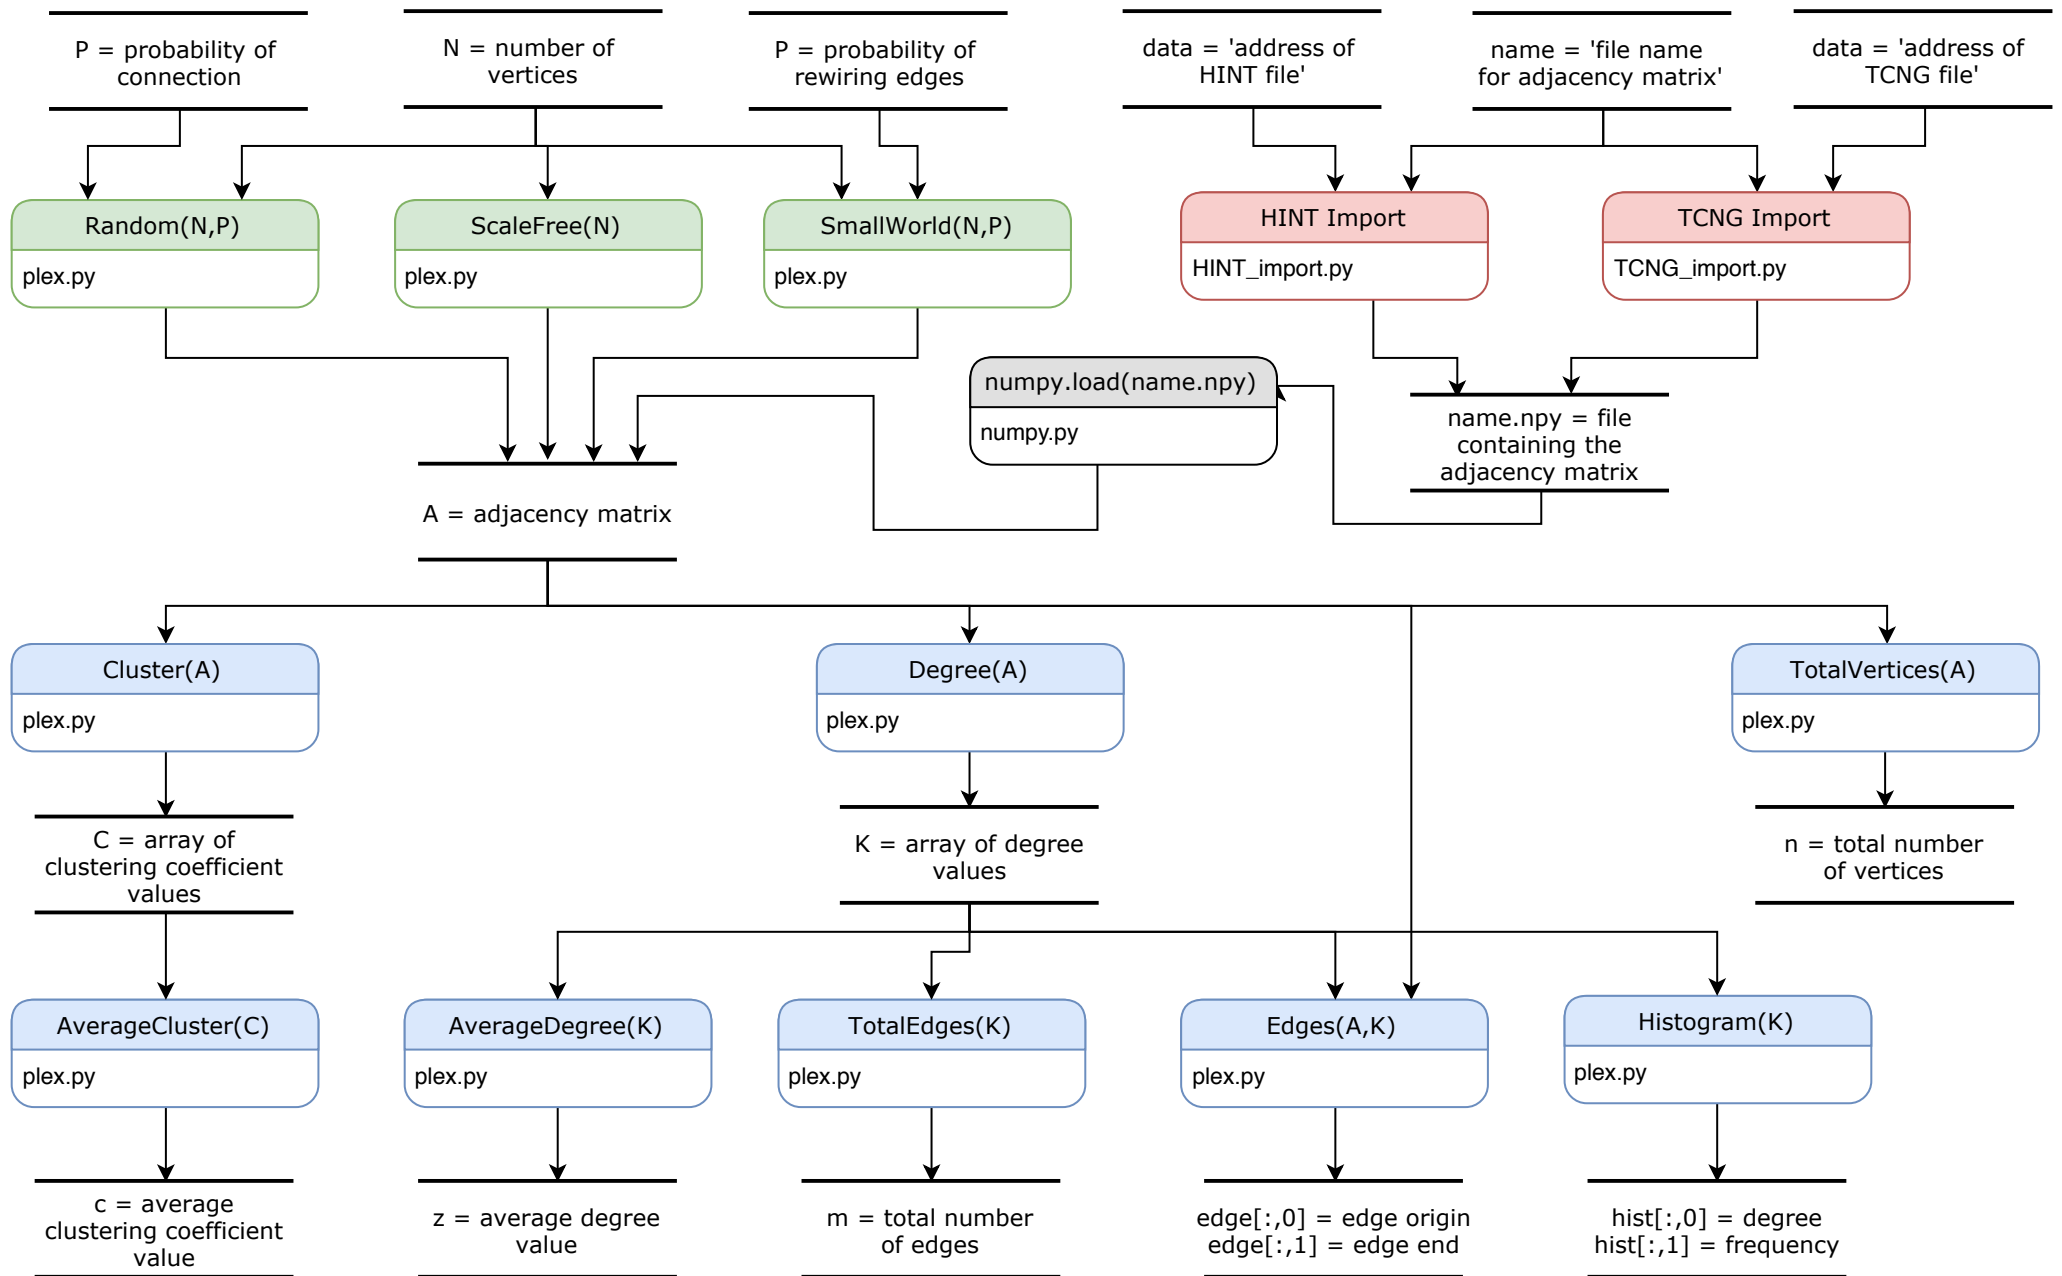 P = probability of
connection
N = number of
vertices
P = probability of
rewiring edges
data = 'address of
HINT file'
name = 'file name
for adjacency matrix'
data = 'address of
TCNG file'
Random(N,P)
plex.py
ScaleFree(N)
plex.py
SmallWorld(N,P)
plex.py
HINT Import
HINT_import.py
TCNG Import
TCNG_import.py
numpy.load(name.npy)
numpy.py
name.npy = file
containing the
adjacency matrix
A = adjacency matrix
Cluster(A)
plex.py
Degree(A)
plex.py
TotalVertices(A)
plex.py
C = array of
clustering coefficient
values
K = array of degree
values
n = total number
of vertices
AverageCluster(C)
plex.py
AverageDegree(K)
plex.py
TotalEdges(K)
plex.py
Edges(A,K)
plex.py
Histogram(K)
plex.py
c = average
clustering coefficient
value
z = average degree
value
m = total number
of edges
edge[:,0] = edge origin
edge[:,1] = edge end
hist[:,0] = degree
hist[:,1] = frequency